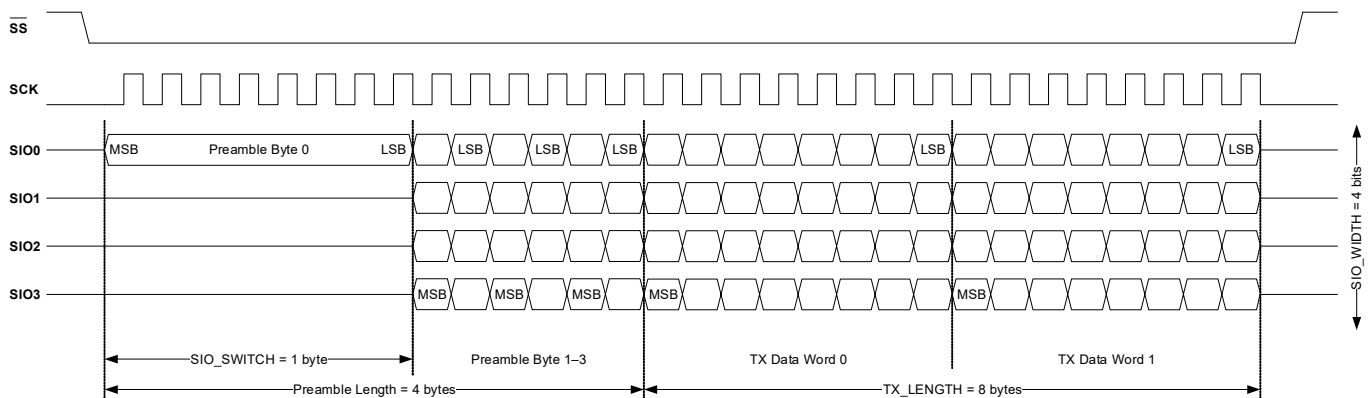 SS
SCK
SIO0 MSB Preamble Byte 0 LSB LSB LSB LSB LSB LSB
SIO1
SIO2
SIO3 MSB MSB MSB MSB MSB
SIO_WIDTH = 4 bits
SIO_SWITCH = 1 byte Preamble Byte 1–3 TX Data Word 0 TX Data Word 1
Preamble Length = 4 bytes TX_LENGTH = 8 bytes